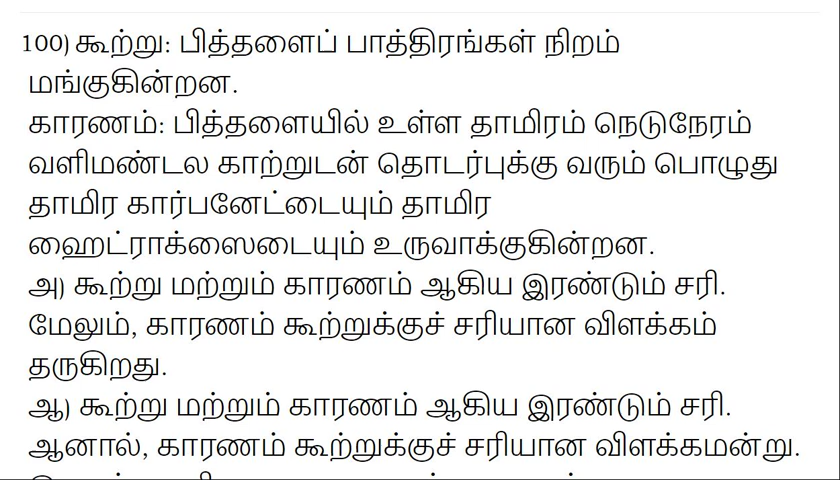 100) கூற்று: பித்தளைப் பாத்திரங்கள் நிறம்
மங்குகின்றன.
காரணம்: பித்தளையில் உள்ள தாமிரம் நெடுநேரம்
வளிமண்டல காற்றுடன் தொடர்புக்கு வரும் பொழுது
தாமிர கார்பனேட்டையும் தாமிர
ஹைட்ராக்ஸைடையும் உருவாக்குகின்றன.
அ) கூற்று மற்றும் காரணம் ஆகிய இரண்டும் சரி.
மேலும், காரணம் கூற்றுக்குச் சரியான விளக்கம்
தருகிறது.
ஆ) கூற்று மற்றும் காரணம் ஆகிய இரண்டும் சரி.
ஆனால், காரணம் கூற்றுக்குச் சரியான விளக்கமன்று.